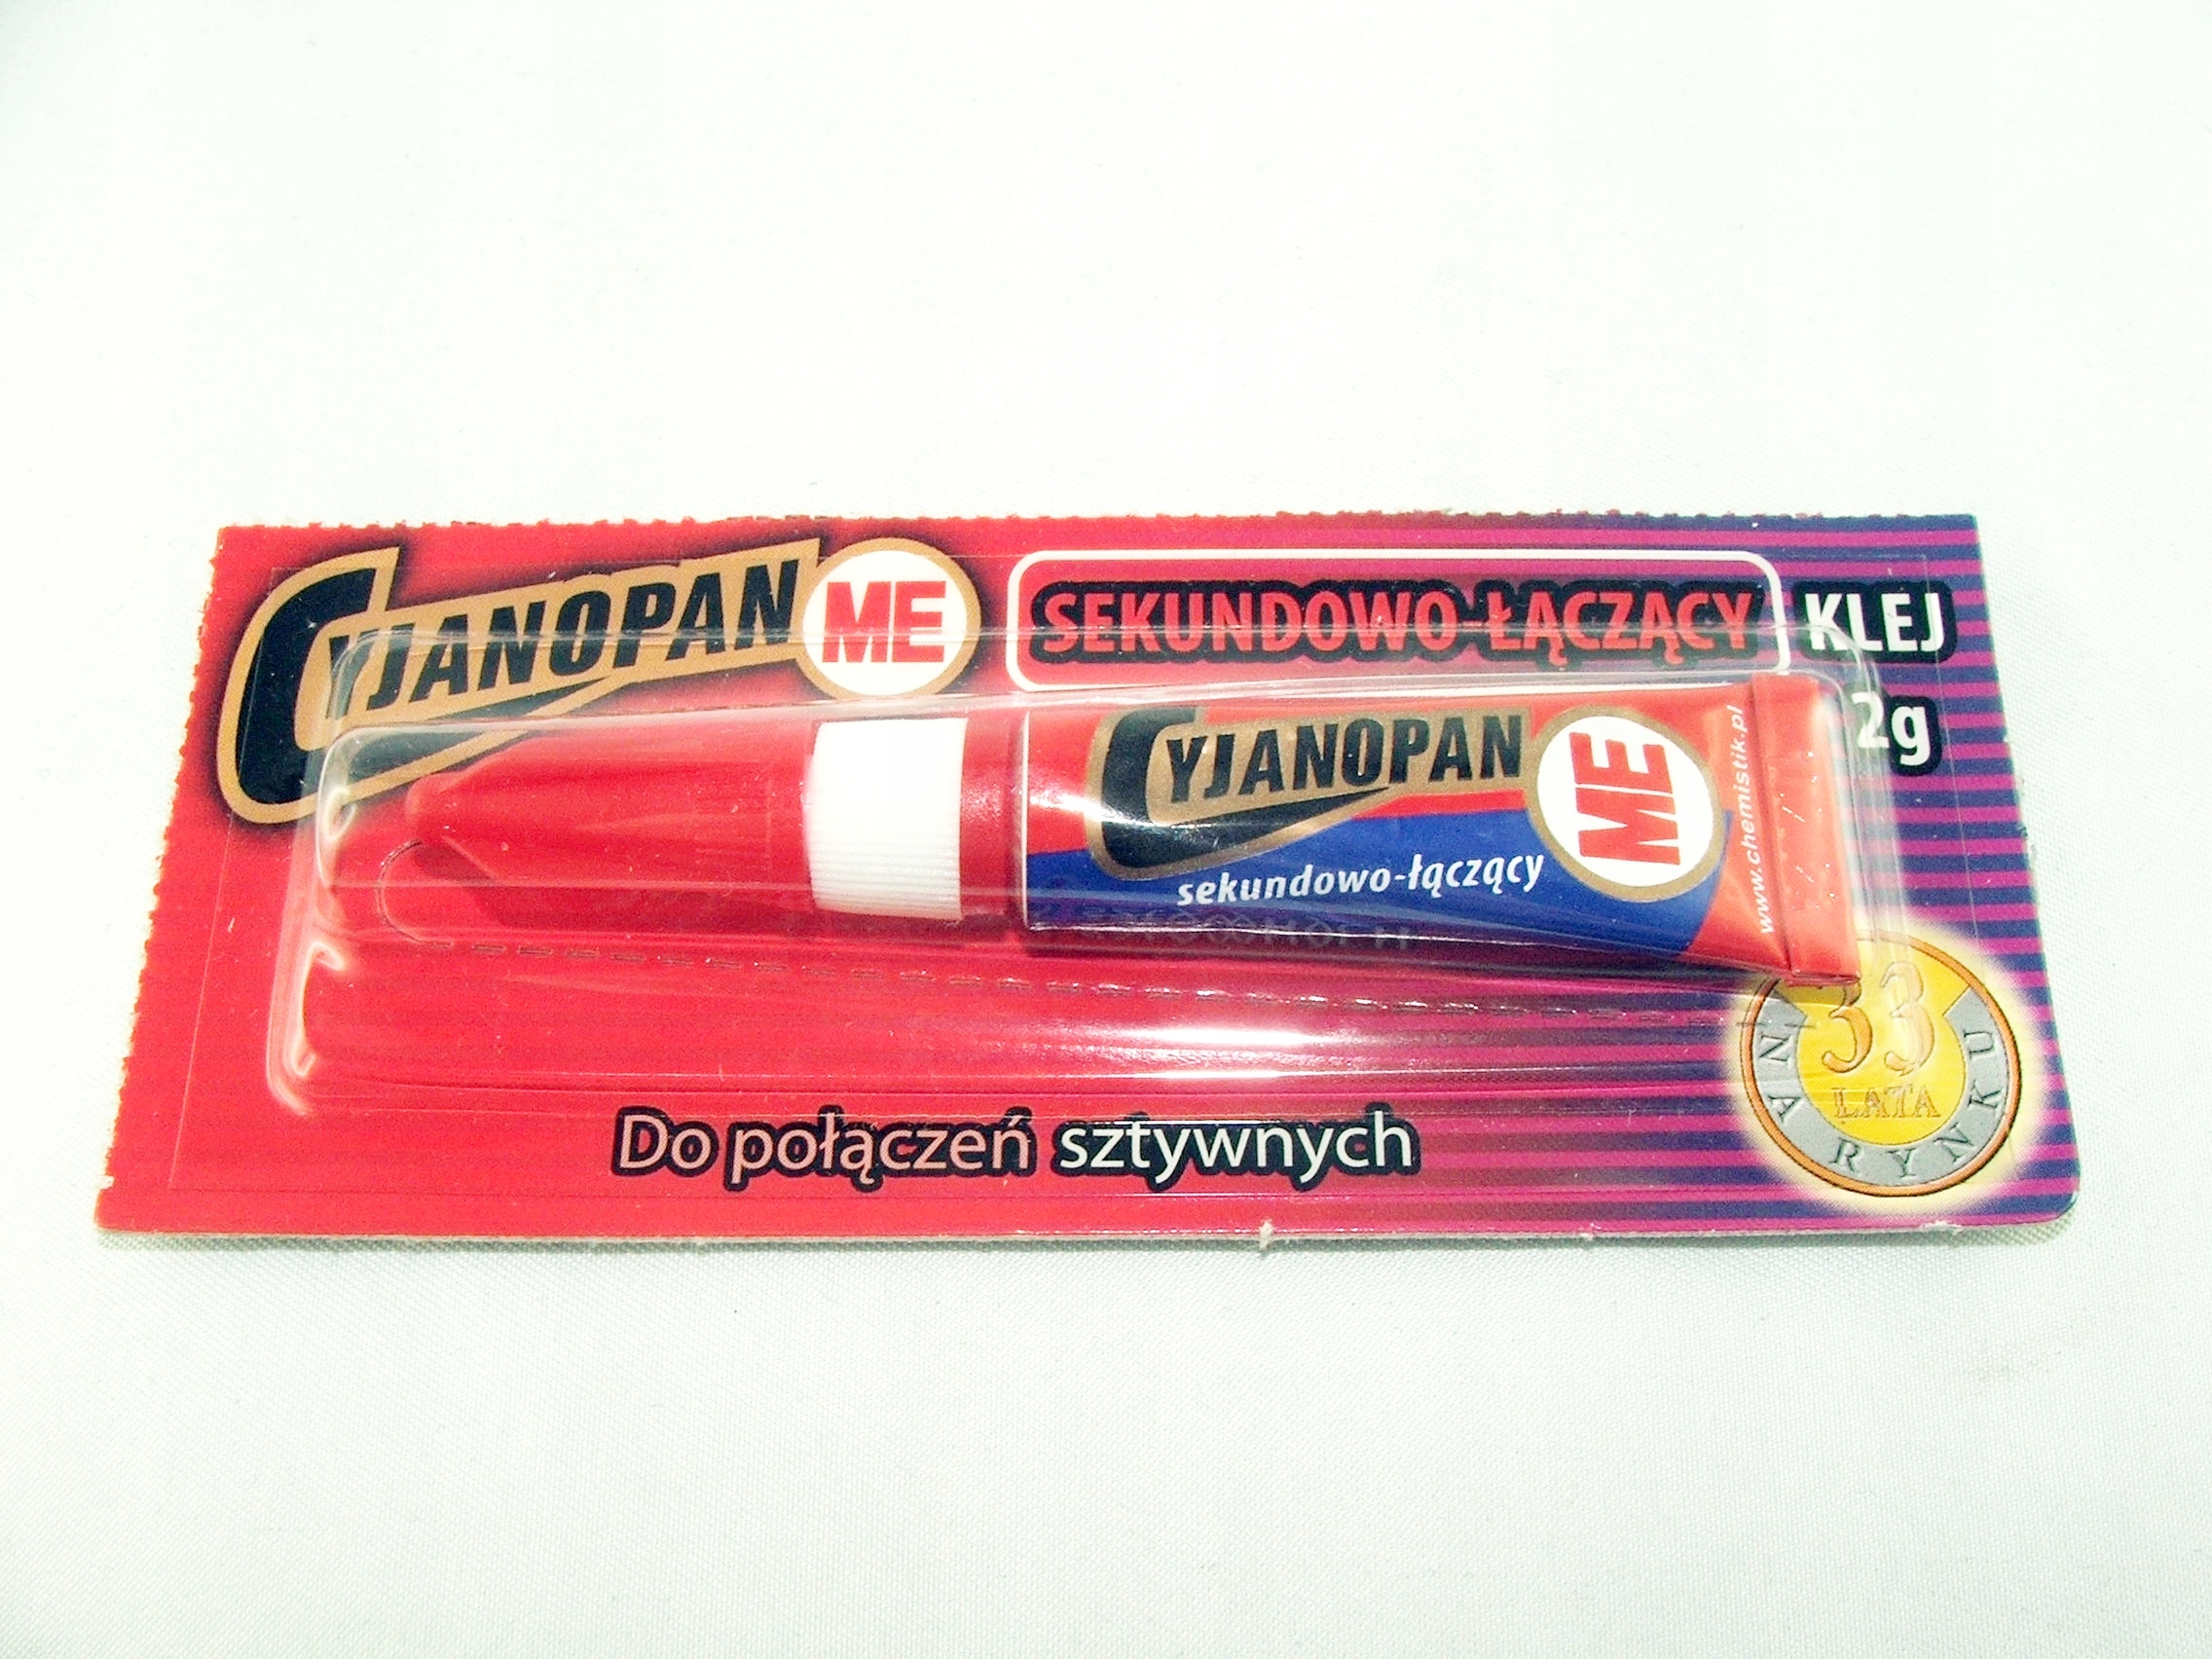 CYJANOPAN ME
SEKUNDOWO-ŁĄCZĄCY KLEJ
2g
CYJANOPAN ME
sekundowo-łączący
www.chemistik.pl
33
LATA
NA RYNKU
Do połączeń sztywnych